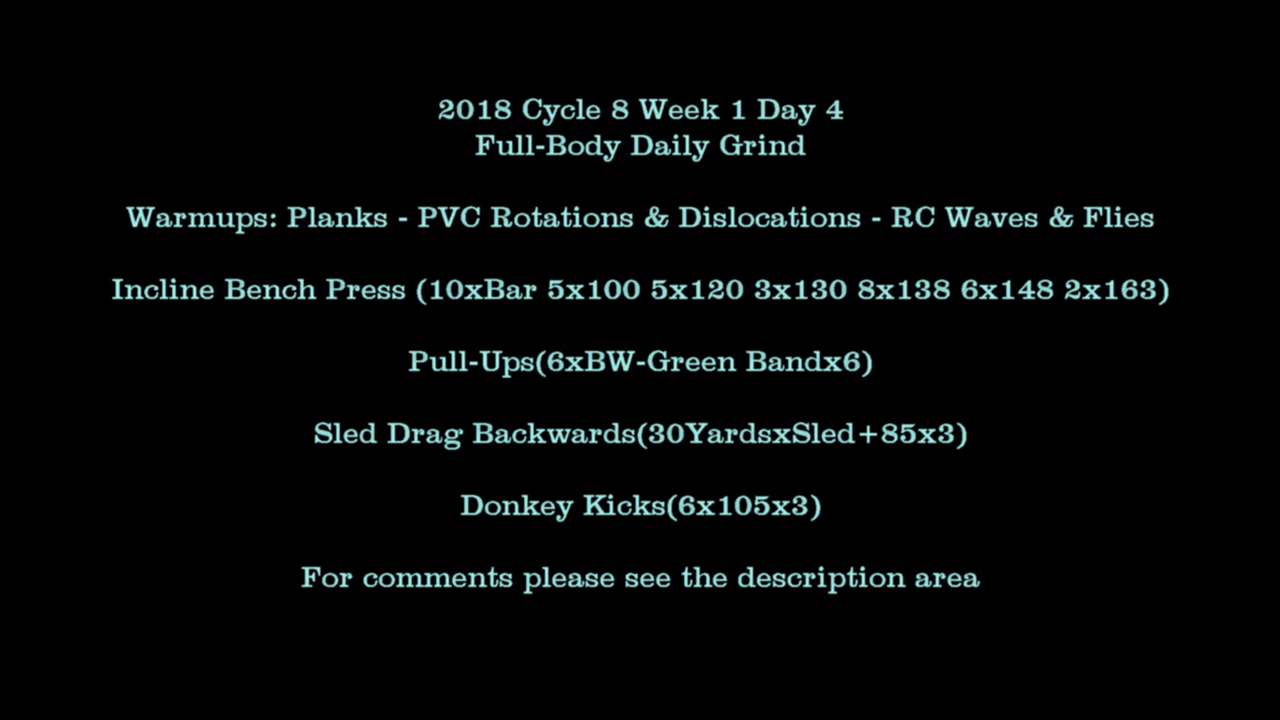 2018 Cycle 8 Week 1 Day 4
Full-Body Daily Grind
Warmups: Planks - PVC Rotations & Dislocations - RC Waves & Flies
Incline Bench Press (10xBar 5x100 5x120 3x130 8x138 6x148 2x163)
Pull-Ups(6xBW-Green Bandx6)
Sled Drag Backwards(30YardsxSled+85x3)
Donkey Kicks(6x105x3)
For comments please see the description area